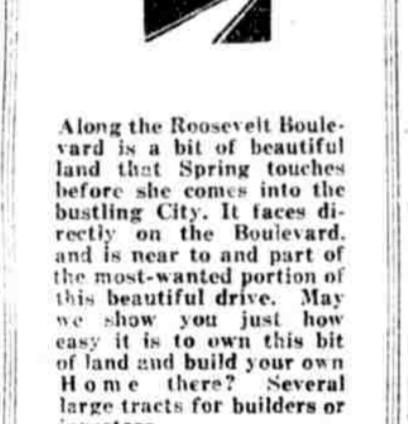 Along the Roosevelt Boule-
vard is a bit of beautiful
land that Spring touches
before she comes into the
bustling City. It faces di-
rectly on the Boulevard,
and is near to and part of
the most-wanted portion of
this beautiful drive. May
we show you just how
easy it is to own this bit
of land and build your own
Home there? Several
large tracts for builders or